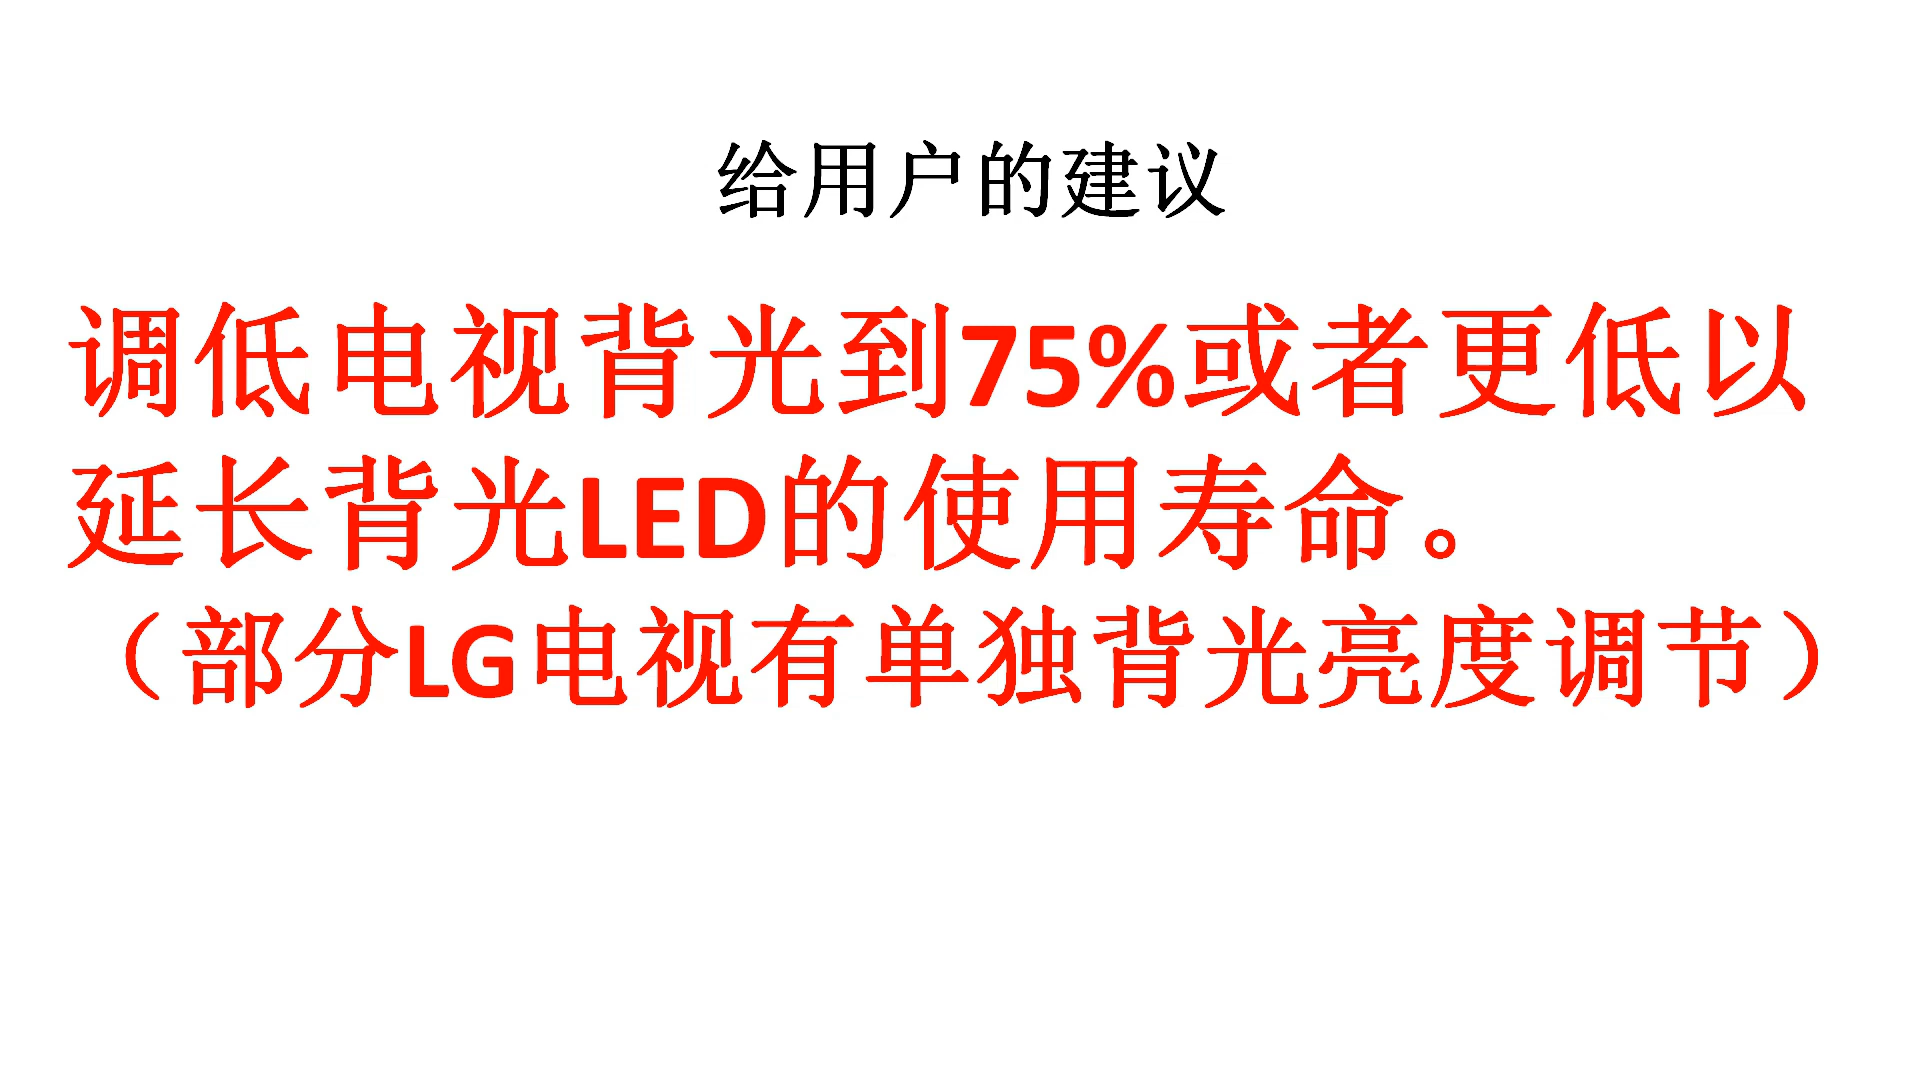 给用户的建议
调低电视背光到75%或者更低以
延长背光LED的使用寿命。
（部分LG电视有单独背光亮度调节）